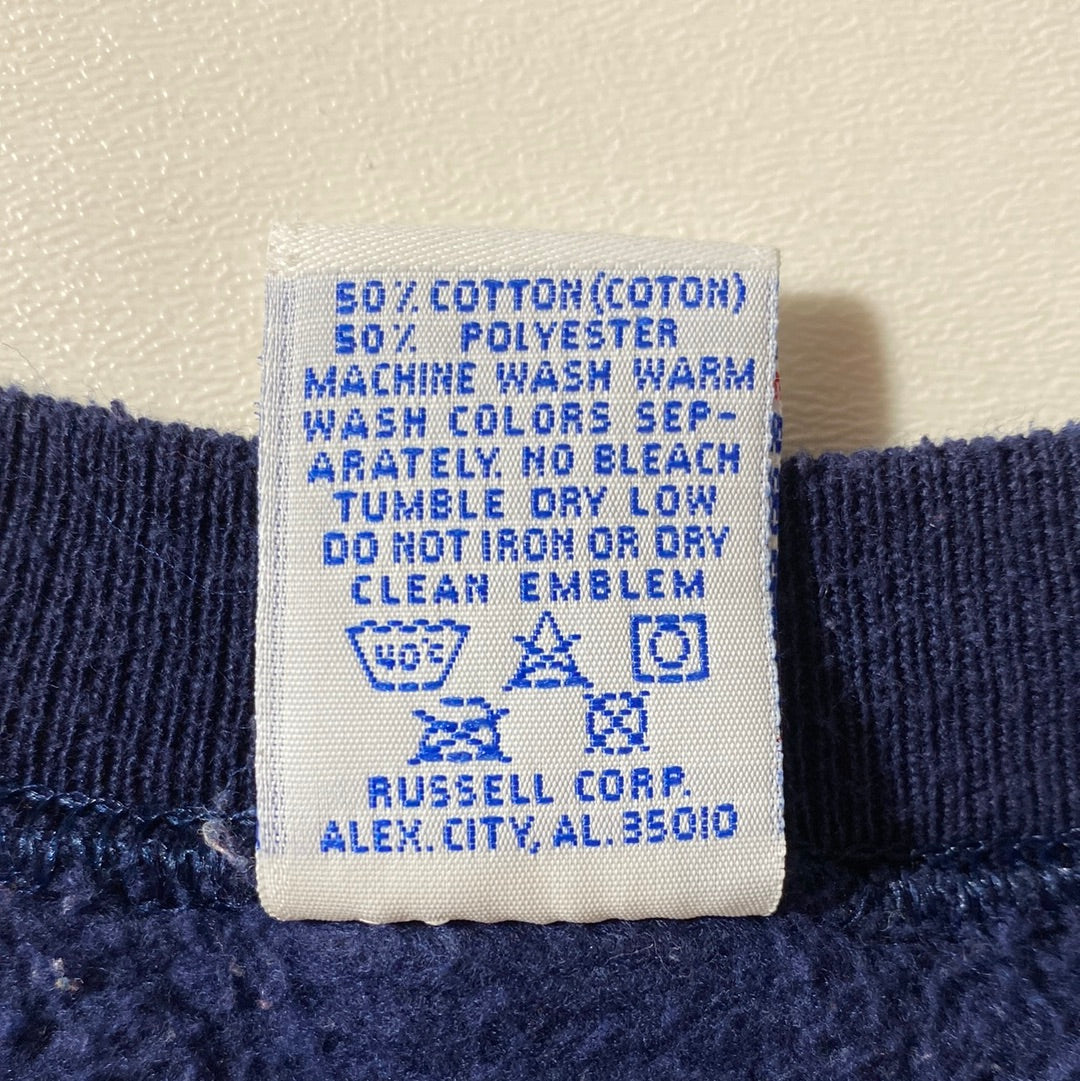 50% COTTON (COTON)
50% POLYESTER
MACHINE WASH WARM
WASH COLORS SEP-
ARATELY. NO BLEACH
TUMBLE DRY LOW
DO NOT IRON OR DRY
CLEAN EMBLEM
40°C
RUSSELL CORP.
ALEX. CITY, AL. 35010